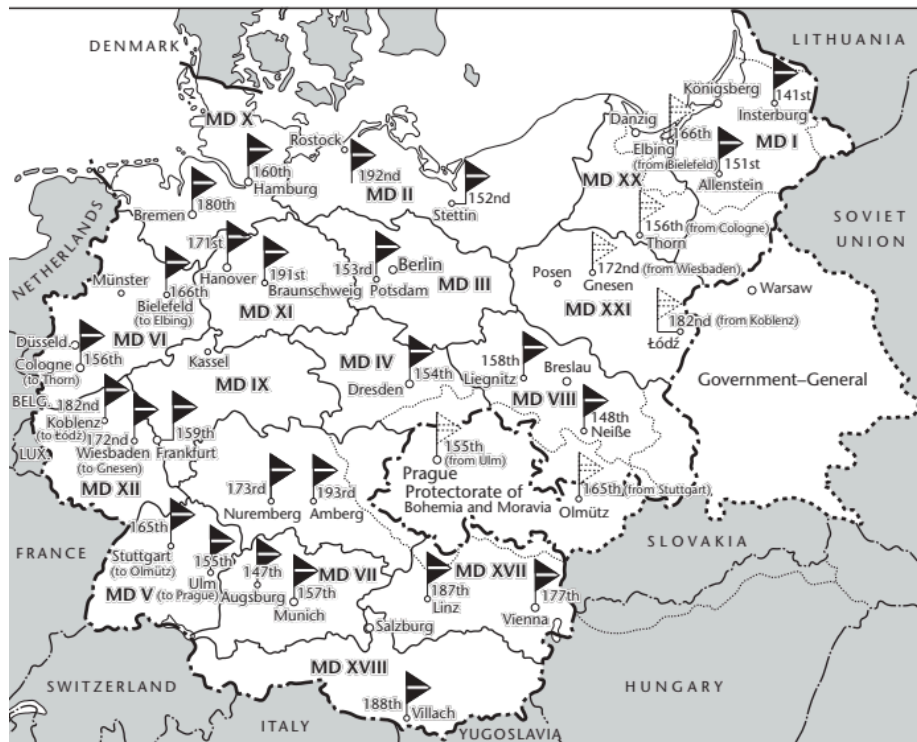 DENMARK
LITHUANIA
MD X
Rostock
Danzig
Königsberg
141st
Insterburg
MD I
160th
Hamburg
192nd
MD II
166th
Elbing
(from Bielefeld)
151st
Allenstein
MD XX
180th
Bremen
152nd
Stettin
156th (from Cologne)
Thorn
SOVIET
UNION
NETHERLANDS
171st
Hanover
191st
Braunschweig
153rd
Berlin
Potsdam
MD III
Posen
172nd (from Wiesbaden)
Gnesen
Warsaw
Münster
166th
Bielefeld
(to Elbing)
MD XI
MD XXI
182nd (from Koblenz)
Łódź
Düsseld.
MD VI
Cologne
156th
(to Thorn)
Kassel
MD IV
154th
Dresden
158th
Liegnitz
Breslau
Government–General
BELG.
MD IX
MD VIII
182nd
Koblenz
(to Łódź)
172nd
Wiesbaden
(to Gnesen)
159th
Frankfurt
148th
Neiße
LUX.
MD XII
155th
(from Ulm)
Prague
Protectorate of
Bohemia and Moravia
173rd
Nuremberg
193rd
Amberg
165th (from Stuttgart)
Olmütz
165th
Stuttgart
(to Olmütz)
FRANCE
SLOVAKIA
155th
Ulm
MD V (to Prague)
147th
Augsburg
MD VII
157th
Munich
MD XVII
187th
Linz
177th
Vienna
Salzburg
MD XVIII
SWITZERLAND
188th
Villach
HUNGARY
ITALY
YUGOSLAVIA